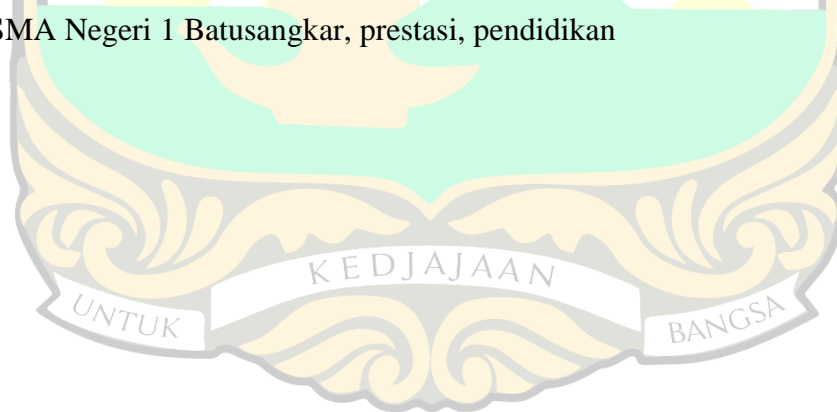 SMA Negeri 1 Batusangkar, prestasi, pendidikan
UNTUK KEDJAJAAN BANGSA